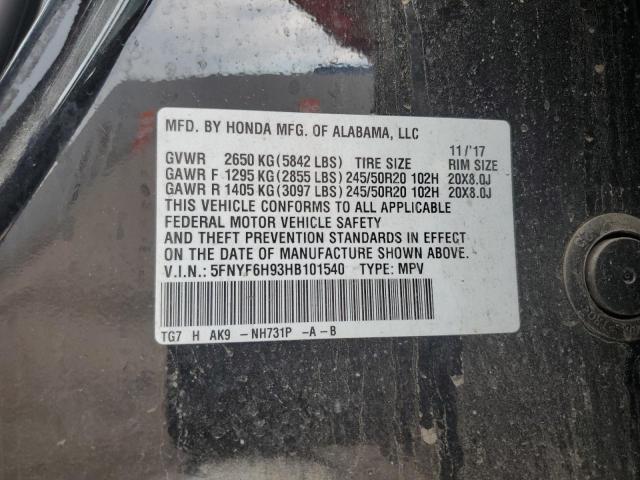 MFD. BY HONDA MFG. OF ALABAMA, LLC
11/'17
GVWR 2650 KG (5842 LBS) TIRE SIZE RIM SIZE
GAWR F 1295 KG (2855 LBS) 245/50R20 102H 20X8.0J
GAWR R 1405 KG (3097 LBS) 245/50R20 102H 20X8.0J
THIS VEHICLE CONFORMS TO ALL APPLICABLE
FEDERAL MOTOR VEHICLE SAFETY
AND THEFT PREVENTION STANDARDS IN EFFECT
ON THE DATE OF MANUFACTURE SHOWN ABOVE.
V.I.N.: 5FNYF6H93HB101540 TYPE: MPV
TG7 H AK9 -NH731P -A-B